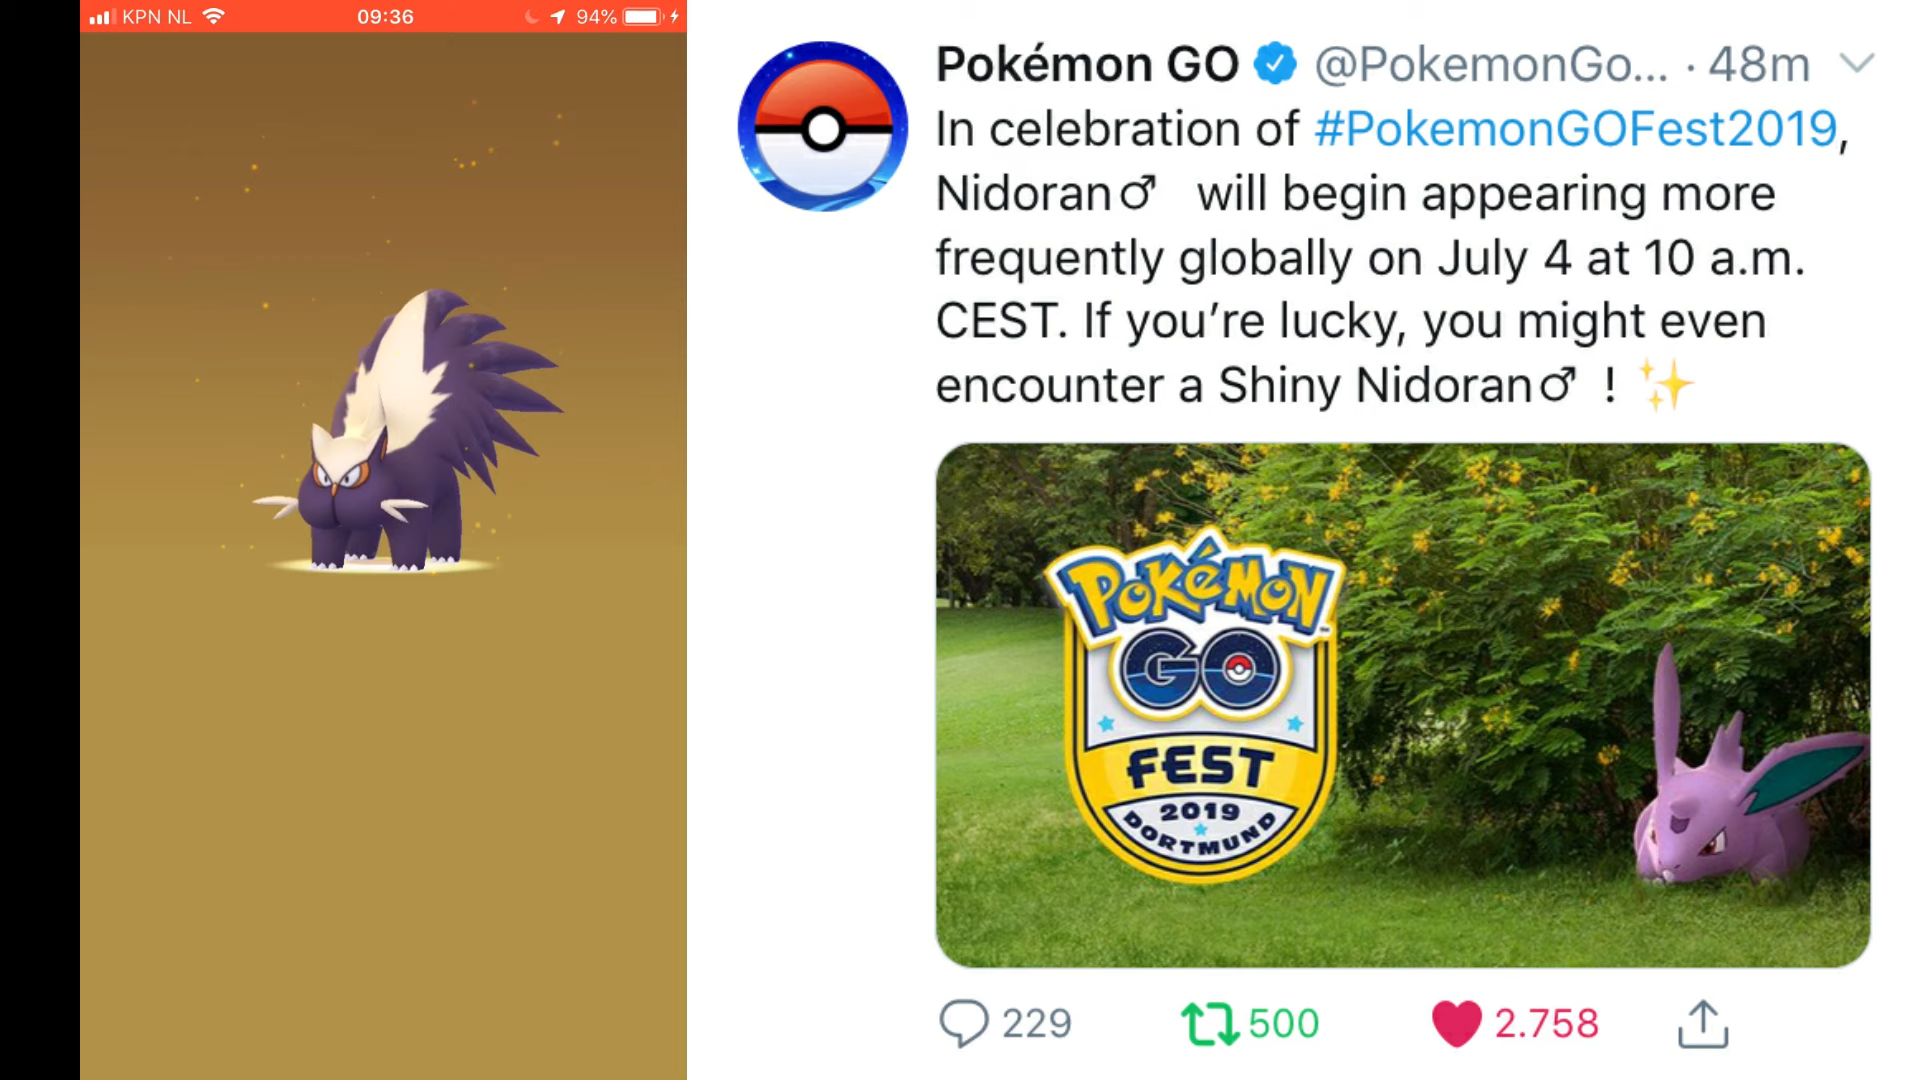 KPN NL 09:36 94%
Pokémon GO @PokemonGo... · 48m
In celebration of #PokemonGOFest2019,
Nidoran♂ will begin appearing more
frequently globally on July 4 at 10 a.m.
CEST. If you’re lucky, you might even
encounter a Shiny Nidoran♂ ! ✨
POKéMON
GO
FEST
2019
DORTMUND
229 500 2.758